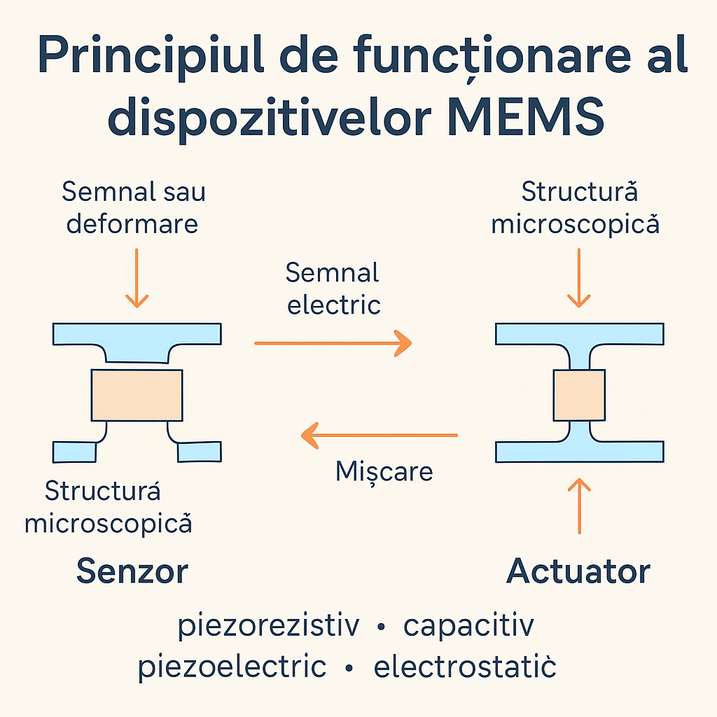 Principiul de funcționare al
dispozitivelor MEMS
Semnal sau
deformare
Structură
microscopică
Semnal
electric
Mișcare
Structurá
microscopică
Senzor
Actuator
piezorezistiv • capacitiv
piezoelectric • electrostatic̀